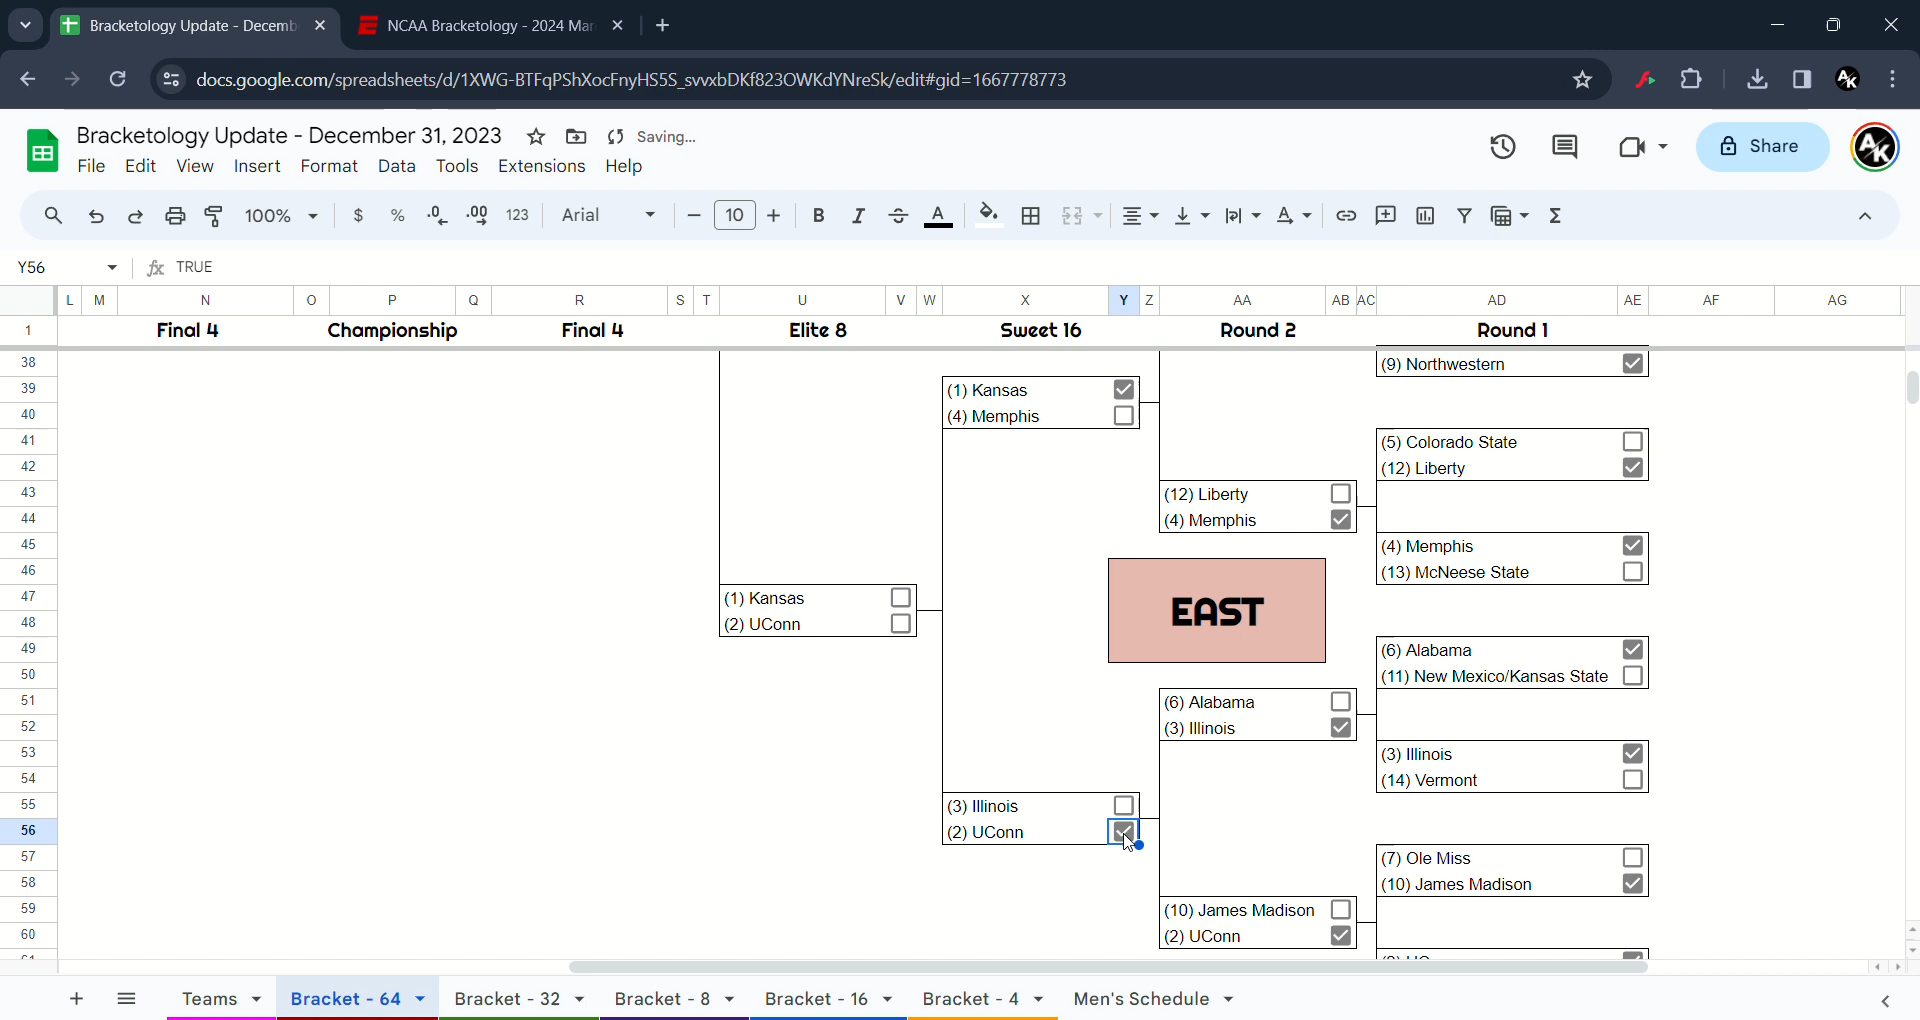 Bracketology Update - Decemb
NCAA Bracketology - 2024 Mar
docs.google.com/spreadsheets/d/1XWG-BTFqPShXocFnyHS5S_svvxbDKf823OWKdYNreSk/edit#gid=1667778773
AK
Bracketology Update - December 31, 2023
Saving...
File Edit View Insert Format Data Tools Extensions Help
Share
AK
100% $ % .0 .00 123 Arial 10 B I S A
Y56 fx TRUE
L M N O P Q R S T U V W X Y Z AA AB AC AD AE AF AG
1 Final 4 Championship Final 4 Elite 8 Sweet 16 Round 2 Round 1
38 (9) Northwestern
39 (1) Kansas
40 (4) Memphis
41 (5) Colorado State
42 (12) Liberty
43 (12) Liberty
44 (4) Memphis
45 (4) Memphis
46 (13) McNeese State
47 (1) Kansas EAST
48 (2) UConn
49 (6) Alabama
50 (11) New Mexico/Kansas State
51 (6) Alabama
52 (3) Illinois
53 (3) Illinois
54 (14) Vermont
55 (3) Illinois
56 (2) UConn
57 (7) Ole Miss
58 (10) James Madison
59 (10) James Madison
60 (2) UConn
Teams Bracket - 64 Bracket - 32 Bracket - 8 Bracket - 16 Bracket - 4 Men's Schedule